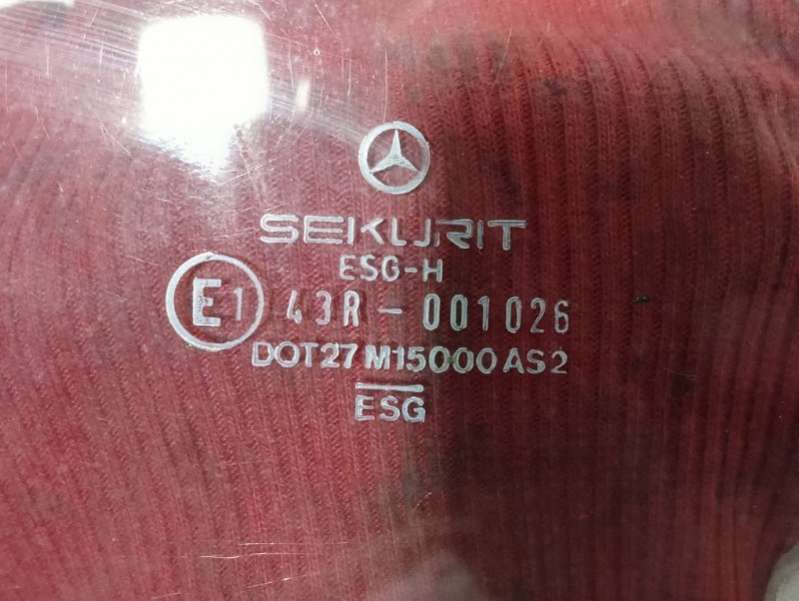 SEKURIT
ESG-H
E1 43R-001026
DOT27 M15000 AS2
ESG